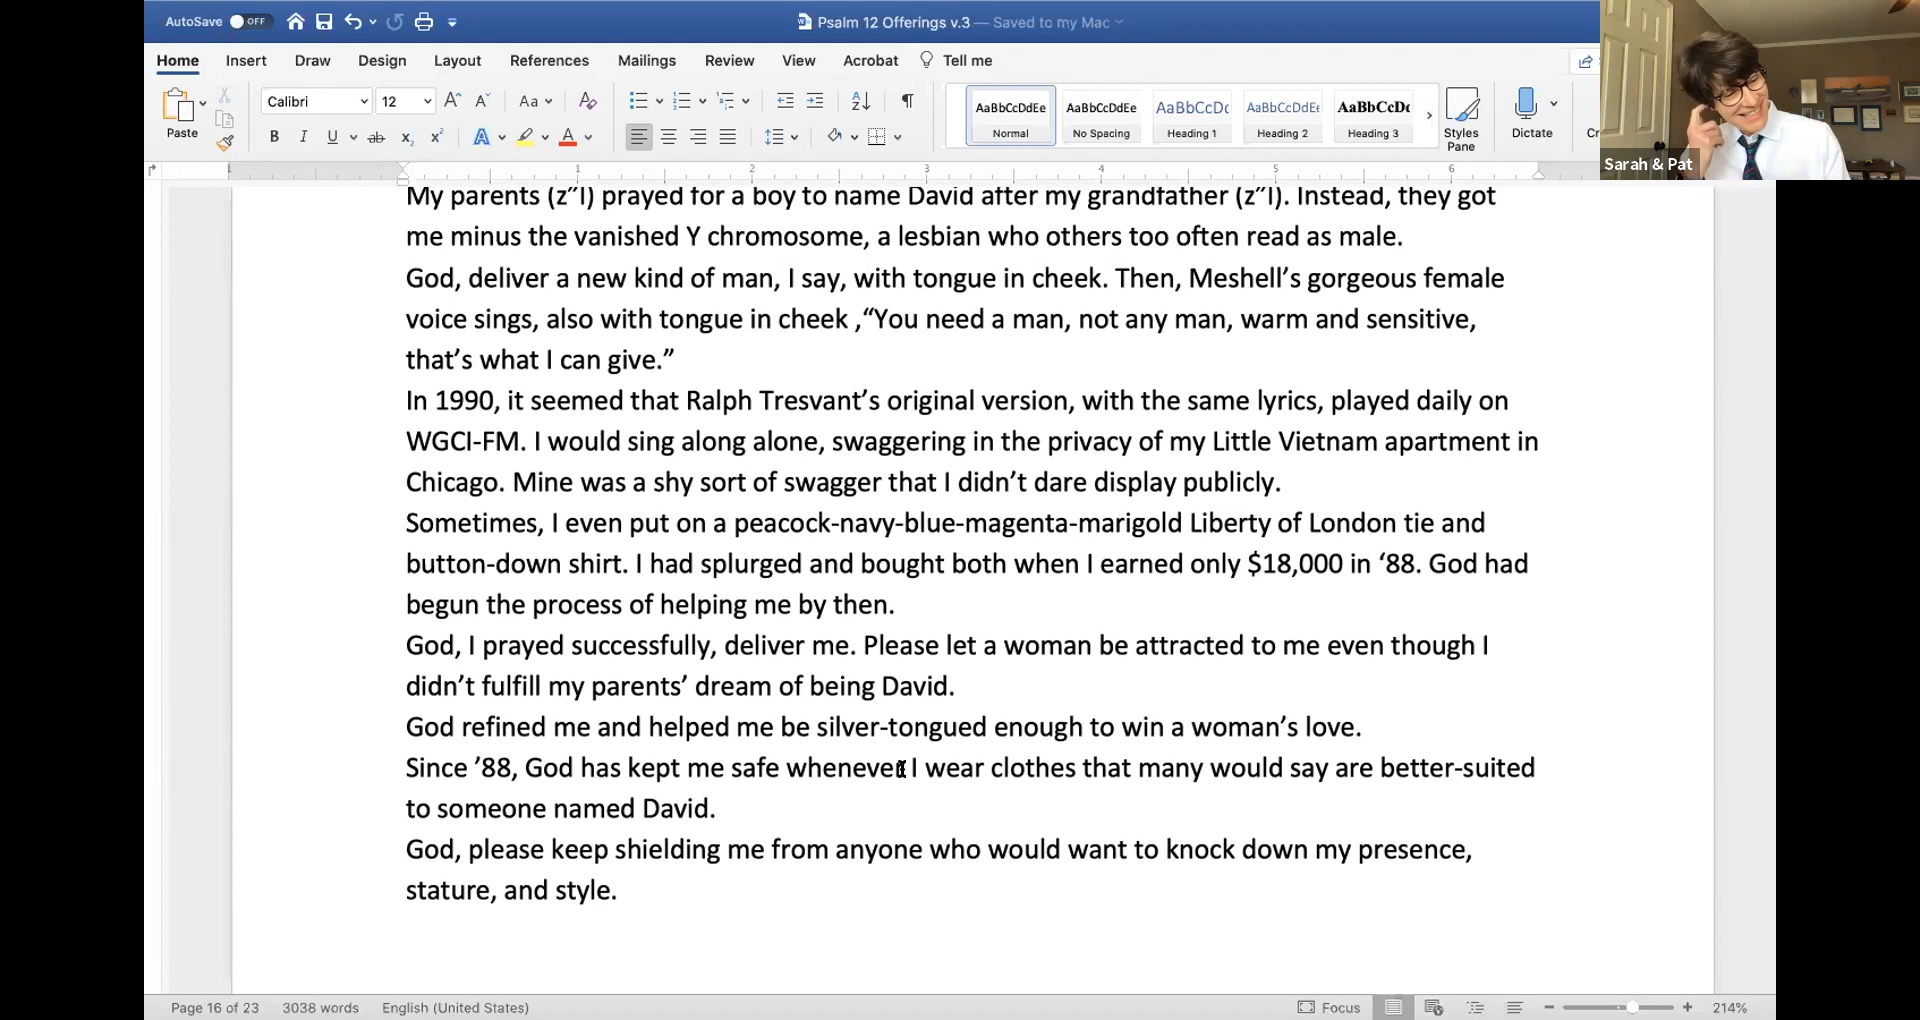 AutoSave OFF
Psalm 12 Offerings v.3 — Saved to my Mac
Home Insert Draw Design Layout References Mailings Review View Acrobat Tell me
Calibri 12 Aa
Paste
AaBbCcDdEe AaBbCcDdEe AaBbCcDc AaBbCcDdEe AaBbCcDc
Normal No Spacing Heading 1 Heading 2 Heading 3
Styles Pane
Dictate
Sarah & Pat
1 1 2 3 4 5 6
My parents (z”l) prayed for a boy to name David after my grandfather (z”l). Instead, they got
me minus the vanished Y chromosome, a lesbian who others too often read as male.
God, deliver a new kind of man, I say, with tongue in cheek. Then, Meshell’s gorgeous female
voice sings, also with tongue in cheek ,“You need a man, not any man, warm and sensitive,
that’s what I can give.”
In 1990, it seemed that Ralph Tresvant’s original version, with the same lyrics, played daily on
WGCI-FM. I would sing along alone, swaggering in the privacy of my Little Vietnam apartment in
Chicago. Mine was a shy sort of swagger that I didn’t dare display publicly.
Sometimes, I even put on a peacock-navy-blue-magenta-marigold Liberty of London tie and
button-down shirt. I had splurged and bought both when I earned only $18,000 in ‘88. God had
begun the process of helping me by then.
God, I prayed successfully, deliver me. Please let a woman be attracted to me even though I
didn’t fulfill my parents’ dream of being David.
God refined me and helped me be silver-tongued enough to win a woman’s love.
Since ’88, God has kept me safe whenever I wear clothes that many would say are better-suited
to someone named David.
God, please keep shielding me from anyone who would want to knock down my presence,
stature, and style.
Page 16 of 23 3038 words English (United States) Focus 214%